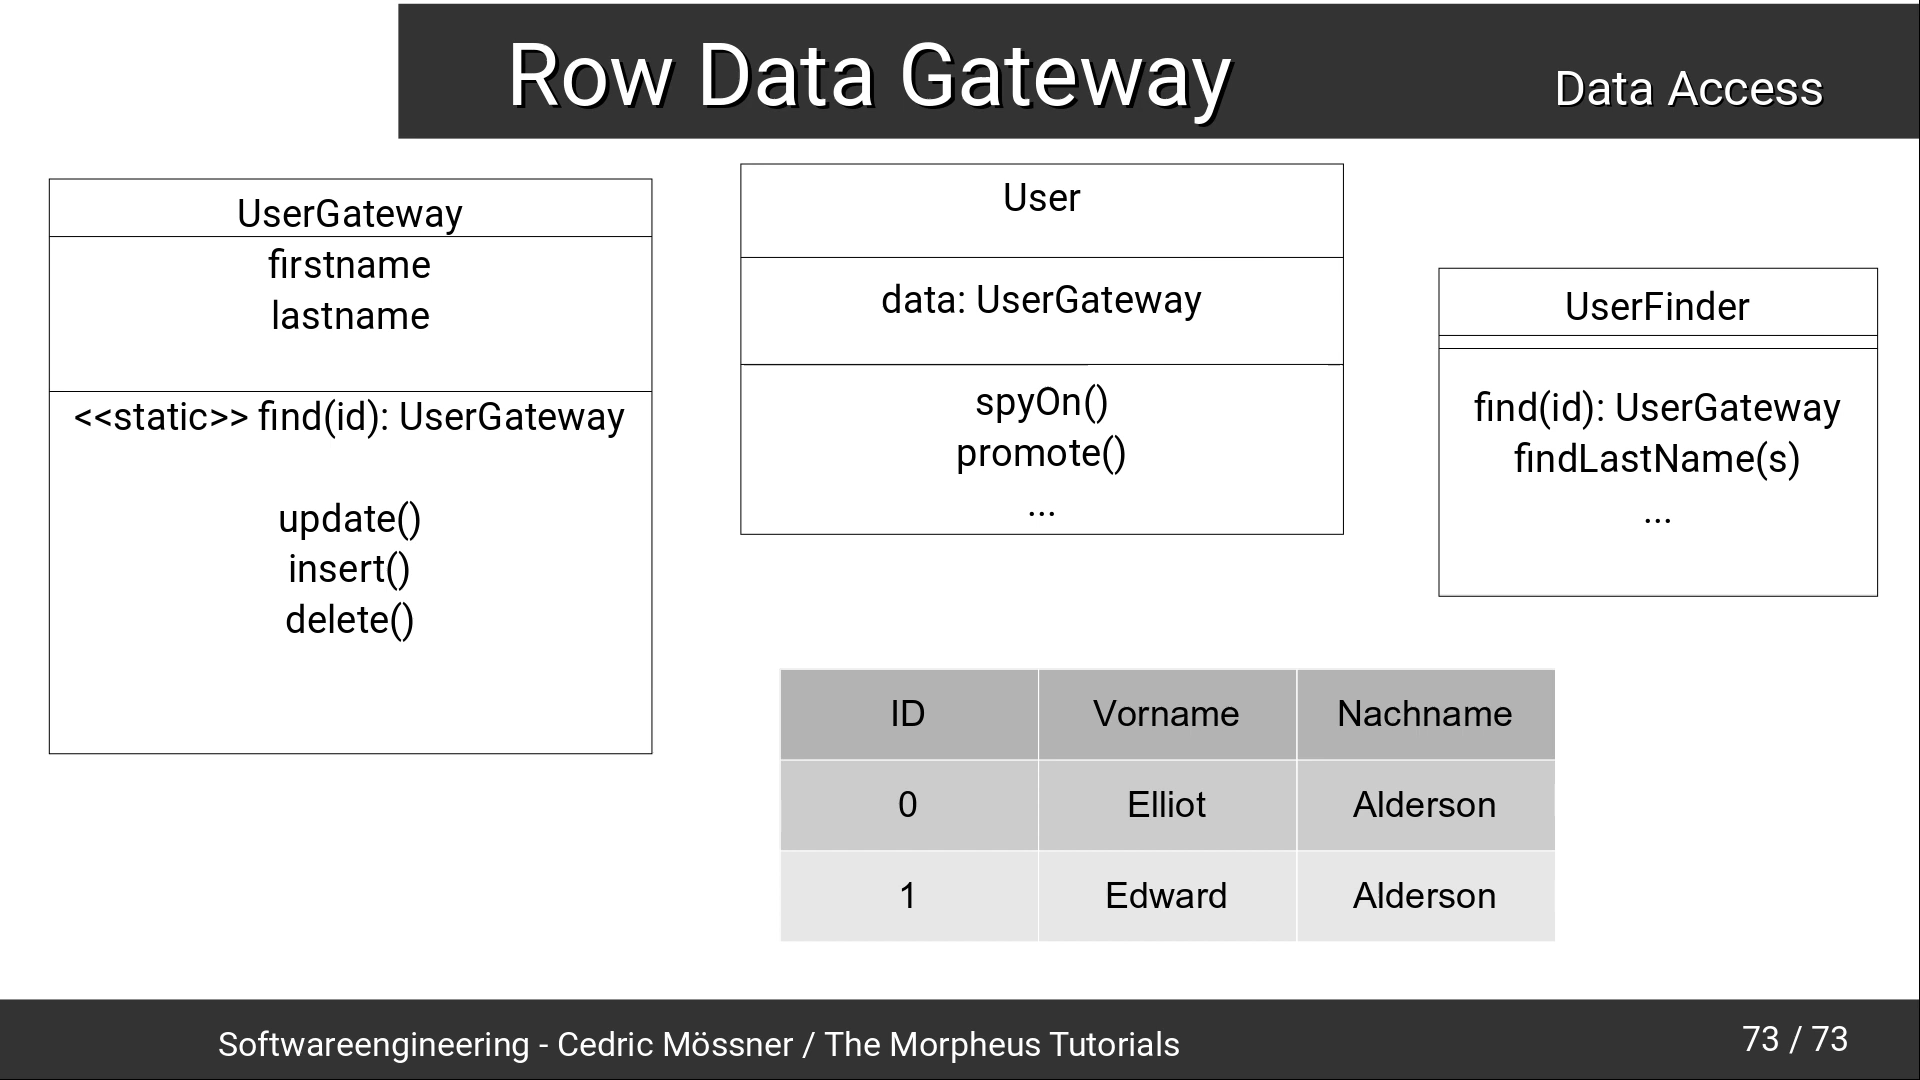 Row Data Gateway
Data Access
UserGateway
firstname
lastname
<<static>> find(id): UserGateway
update()
insert()
delete()
User
data: UserGateway
spyOn()
promote()
...
UserFinder
find(id): UserGateway
findLastName(s)
...
ID Vorname Nachname
0 Elliot Alderson
1 Edward Alderson
Softwareengineering - Cedric Mössner / The Morpheus Tutorials
73 / 73